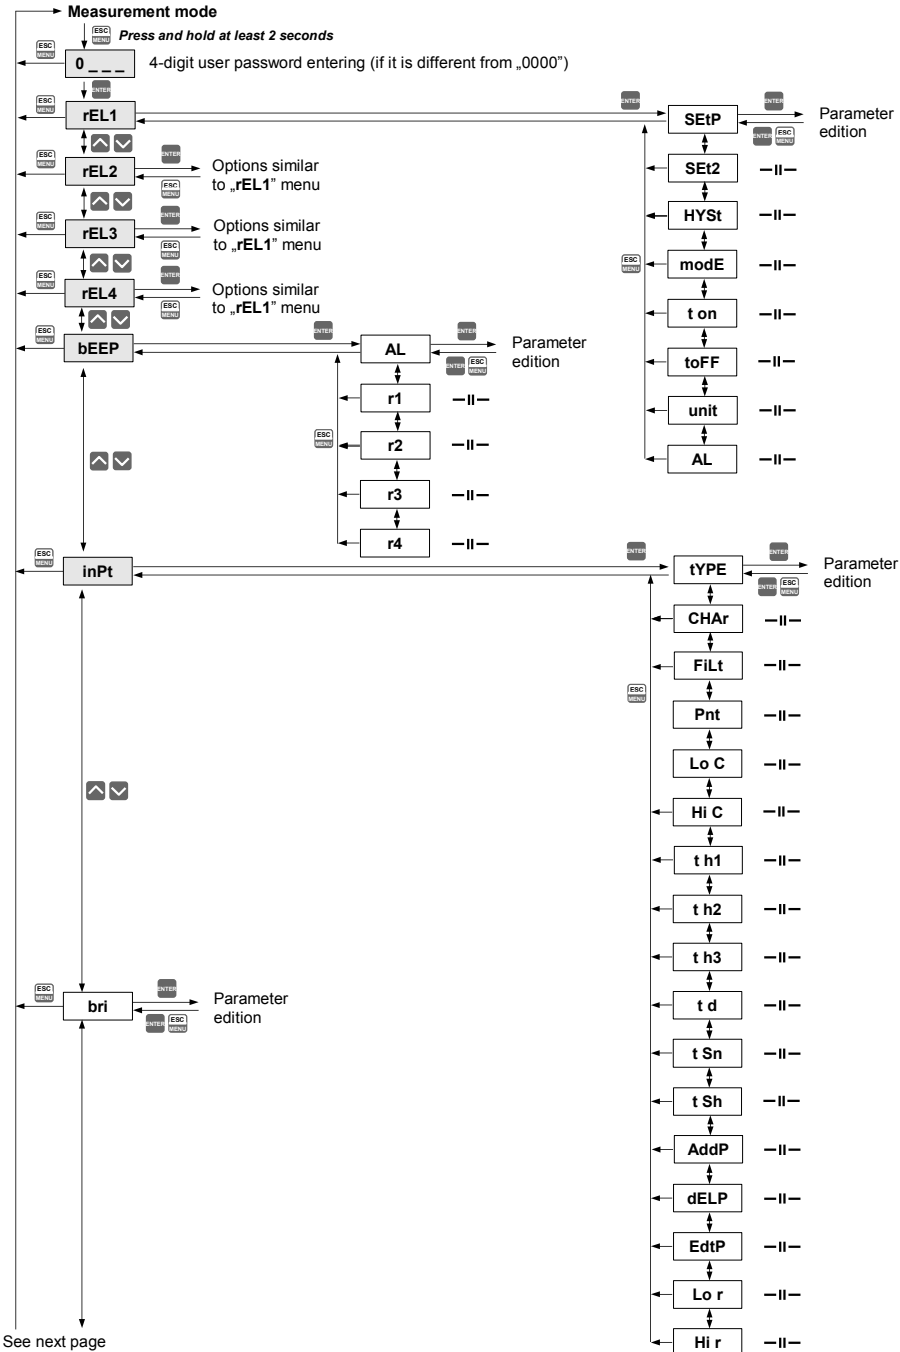 Measurement mode
ESC MENU Press and hold at least 2 seconds
ESC MENU 0 _ _ _ 4-digit user password entering (if it is different from „0000")
ENTER
ESC MENU rEL1 ENTER SEtP ENTER Parameter
ENTER ESC MENU edition
ESC MENU rEL2 ENTER Options similar SEt2 —II—
ESC MENU to „rEL1" menu
HYSt —II—
ESC MENU rEL3 ENTER Options similar
ESC MENU to „rEL1" menu
ESC MENU modE —II—
ESC MENU rEL4 ENTER Options similar
ESC MENU to „rEL1" menu
t on —II—
ESC MENU bEEP ENTER AL ENTER Parameter
ENTER ESC MENU edition
toFF —II—
r1 —II—
unit —II—
ESC MENU r2 —II—
AL —II—
r3 —II—
r4 —II—
ESC MENU inPt ENTER tYPE ENTER Parameter
ENTER ESC MENU edition
CHAr —II—
FiLt —II—
ESC MENU
Pnt —II—
Lo C —II—
Hi C —II—
t h1 —II—
t h2 —II—
t h3 —II—
ESC MENU bri ENTER Parameter
ENTER ESC MENU edition
t d —II—
t Sn —II—
t Sh —II—
AddP —II—
dELP —II—
EdtP —II—
Lo r —II—
See next page
Hi r —II—